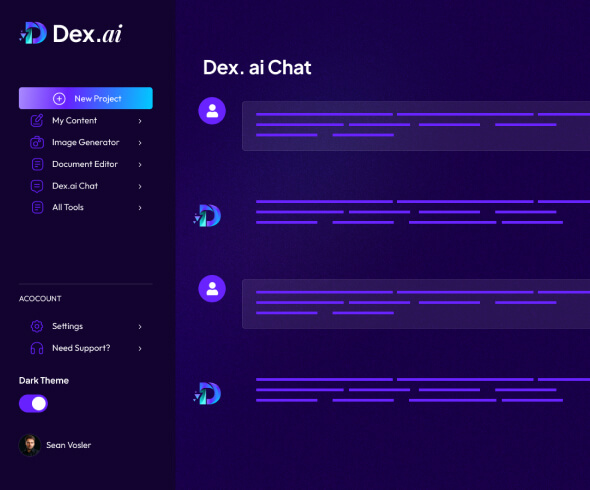 Dex.ai
New Project
My Content
Image Generator
Document Editor
Dex.ai Chat
All Tools
ACOCOUNT
Settings
Need Support?
Dark Theme
Sean Vosler
Dex. ai Chat